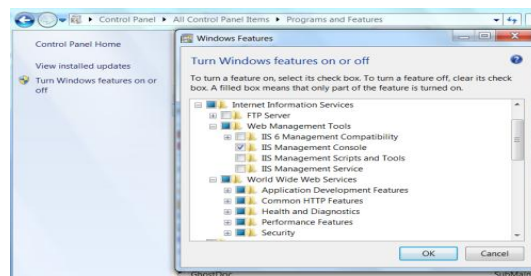 Control Panel ▸ All Control Panel Items ▸ Programs and Features
Control Panel Home
View installed updates
Turn Windows features on or
off
Windows Features
Turn Windows features on or off
To turn a feature on, select its check box. To turn a feature off, clear its check
box. A filled box means that only part of the feature is turned on.
Internet Information Services
FTP Server
Web Management Tools
IIS 6 Management Compatibility
IIS Management Console
IIS Management Scripts and Tools
IIS Management Service
World Wide Web Services
Application Development Features
Common HTTP Features
Health and Diagnostics
Performance Features
Security
OK Cancel
GhostDoc